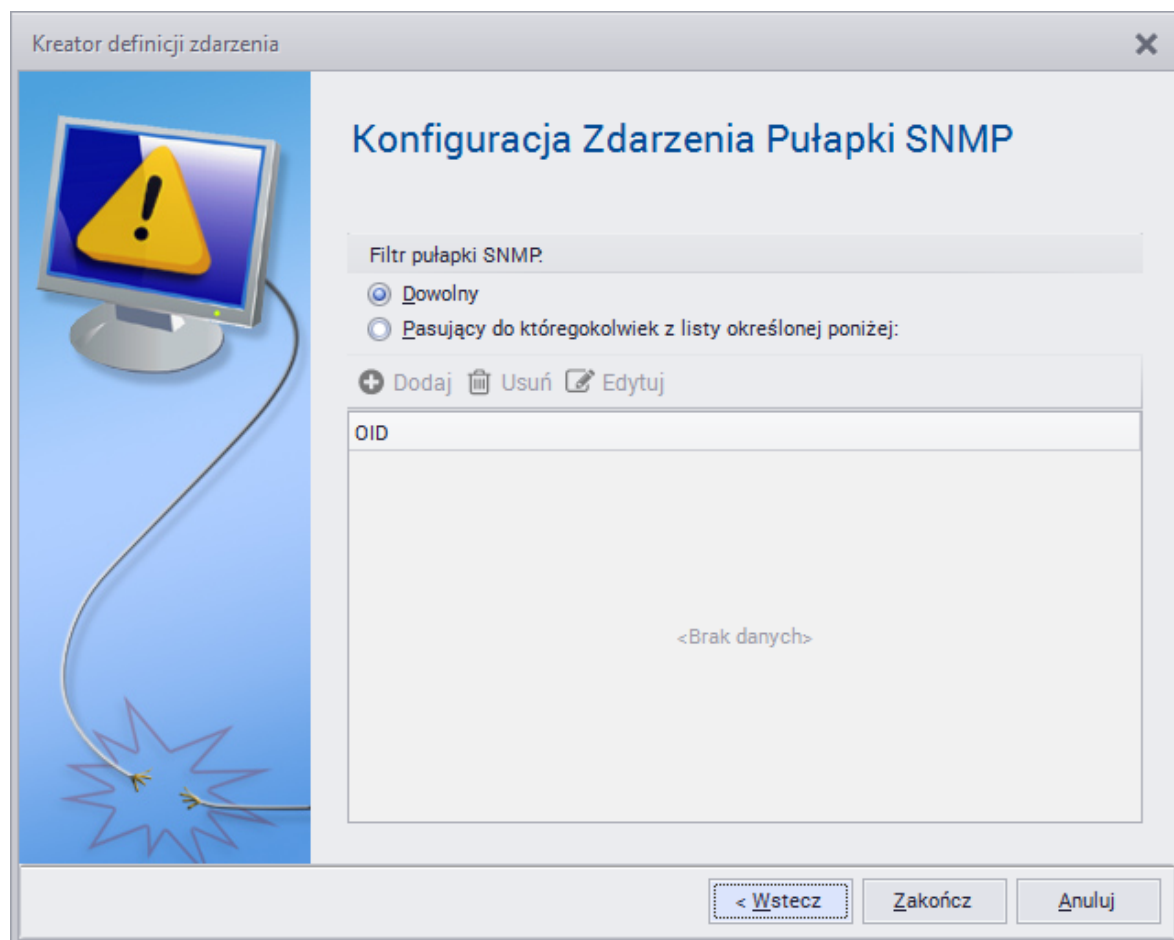 Kreator definicji zdarzenia
Konfiguracja Zdarzenia Pułapki SNMP
Filtr pułapki SNMP:
Dowolny
Pasujący do któregokolwiek z listy określonej poniżej:
Dodaj Usuń Edytuj
OID
<Brak danych>
< Wstecz Zakończ Anuluj